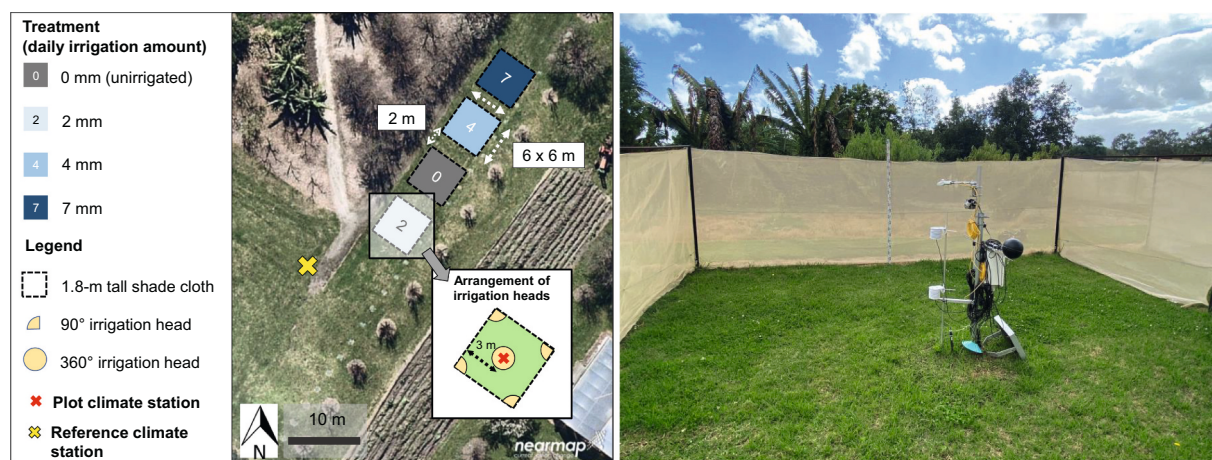 Treatment
(daily irrigation amount)
0
0 mm (unirrigated)
2
2 mm
4
4 mm
7
7 mm
Legend
1.8-m tall shade cloth
90° irrigation head
360° irrigation head
Plot climate station
Reference climate
station
7
2 m
4
6 x 6 m
0
2
Arrangement of
irrigation heads
3 m
N
10 m
nearmap